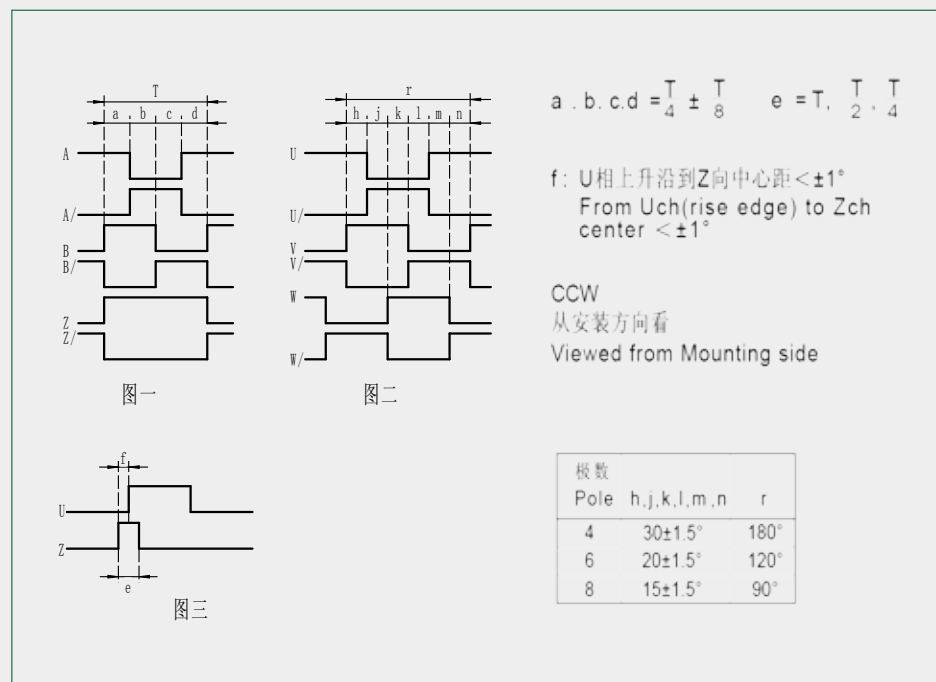 T
a . b . c . d
A
A/
B
B/
Z
Z/
图一
r
h . j . k . l . m . n
U
U/
V
V/
W
W/
图二
f
U
Z
e
图三
a . b. c.d = T/4 ± T/8 e = T, T/2 , T/4
f: U相上升沿到Z向中心距<±1°
From Uch(rise edge) to Zch
center <±1°
CCW
从安装方向看
Viewed from Mounting side
极数
Pole h,j,k,l,m,n r
4 30±1.5° 180°
6 20±1.5° 120°
8 15±1.5° 90°